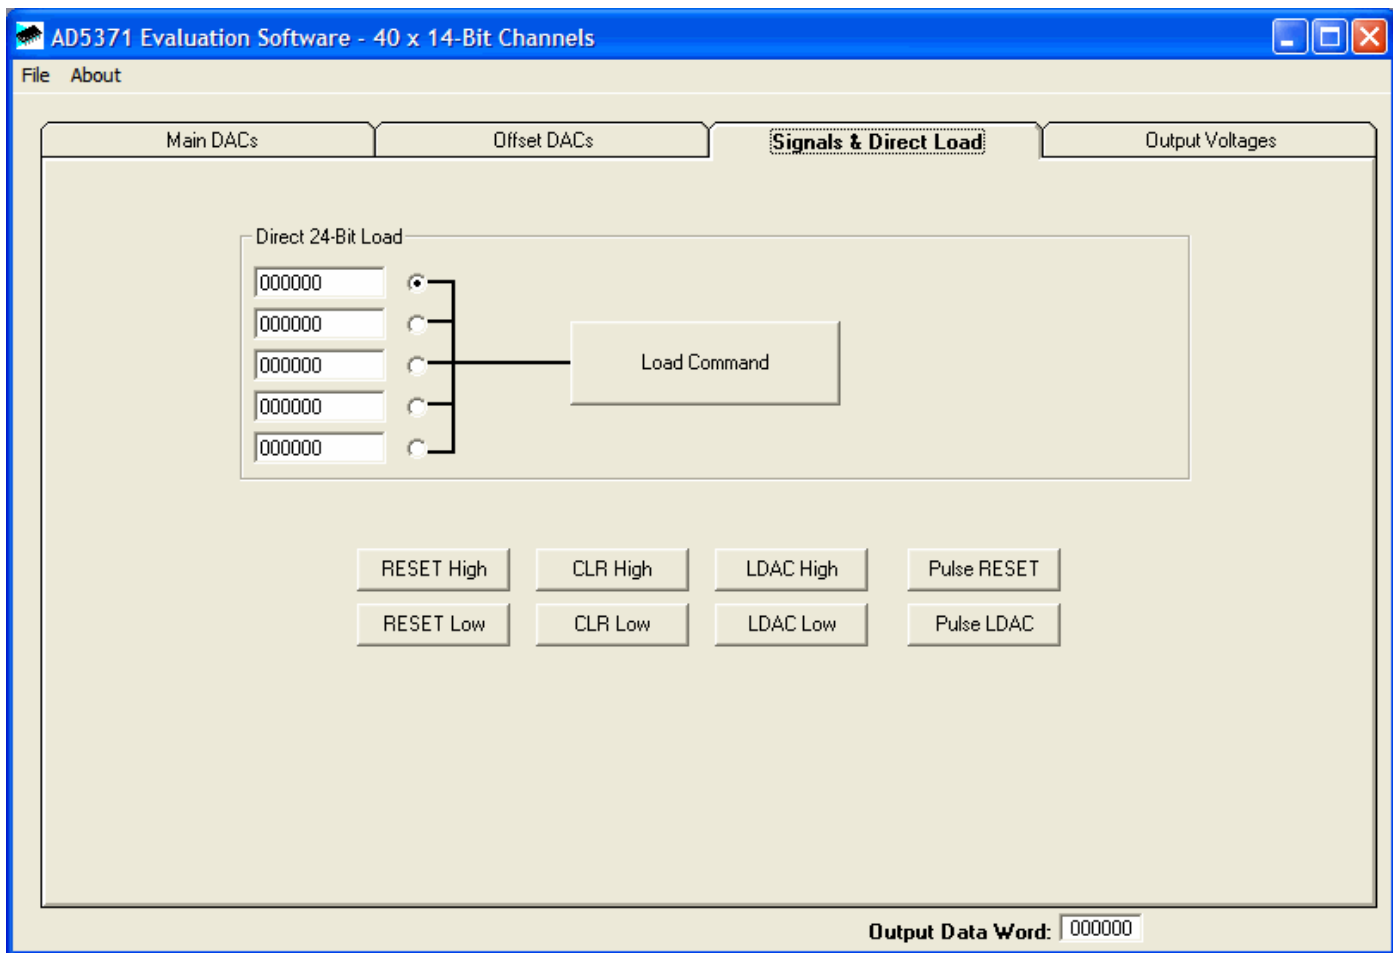 AD5371 Evaluation Software - 40 x 14-Bit Channels
File About
Main DACs Offset DACs Signals & Direct Load Output Voltages
Direct 24-Bit Load
000000
000000
000000
000000
000000
Load Command
RESET High CLR High LDAC High Pulse RESET
RESET Low CLR Low LDAC Low Pulse LDAC
Output Data Word: 000000